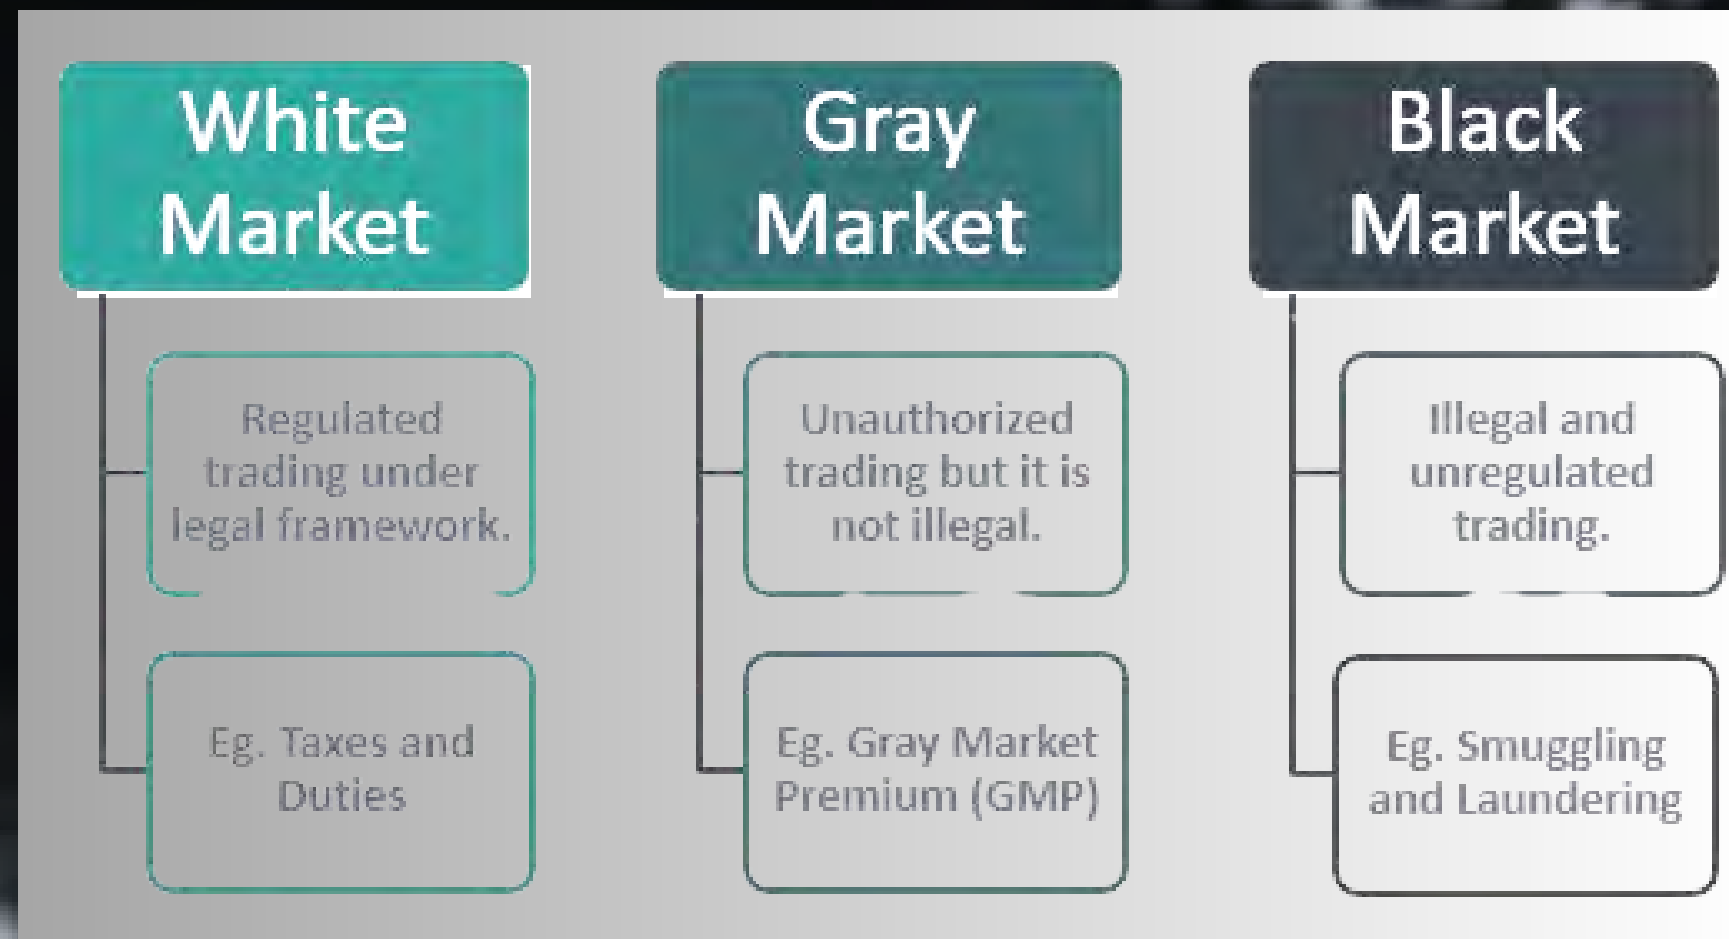 White
Market
Regulated
trading under
legal framework.
Eg. Taxes and
Duties
Gray
Market
Unauthorized
trading but it is
not illegal.
Eg. Gray Market
Premium (GMP)
Black
Market
Illegal and
unregulated
trading.
Eg. Smuggling
and Laundering